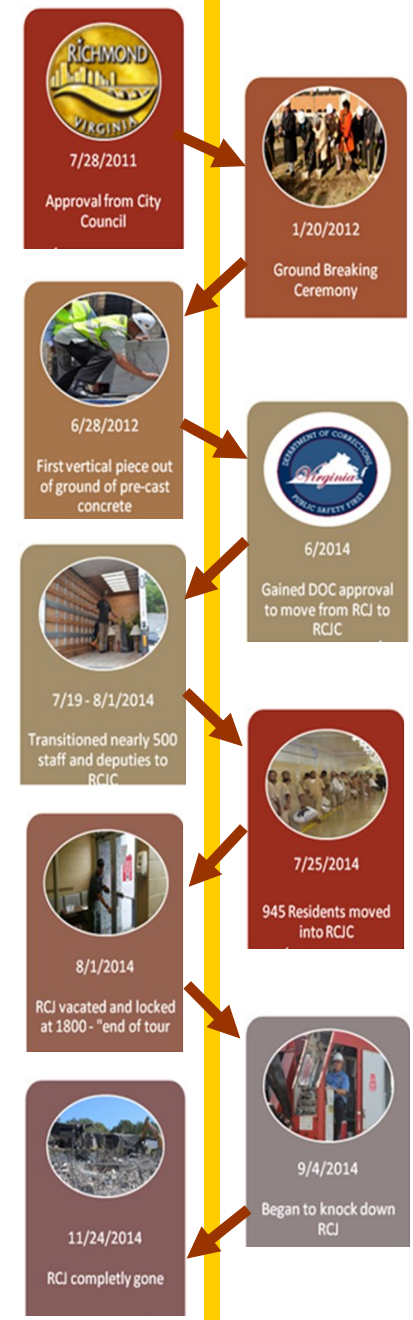 RICHMOND
VIRGINIA
7/28/2011
Approval from City
Council
1/20/2012
Ground Breaking
Ceremony
6/28/2012
First vertical piece out
of ground of pre-cast
concrete
DEPARTMENT OF CORRECTIONS
Virginia
PUBLIC SAFETY FIRST
6/2014
Gained DOC approval
to move from RCJ to
RCJC
7/19 - 8/1/2014
Transitioned nearly 500
staff and deputies to
RCJC
7/25/2014
945 Residents moved
into RCJC
8/1/2014
RCJ vacated and locked
at 1800 - "end of tour
9/4/2014
Began to knock down
RCJ
11/24/2014
RCJ completly gone